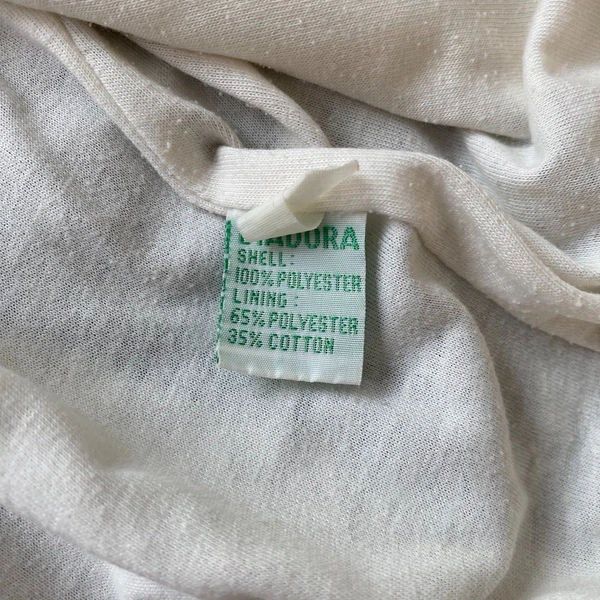 DIADORA
SHELL:
100% POLYESTER
LINING :
65% POLYESTER
35% COTTON